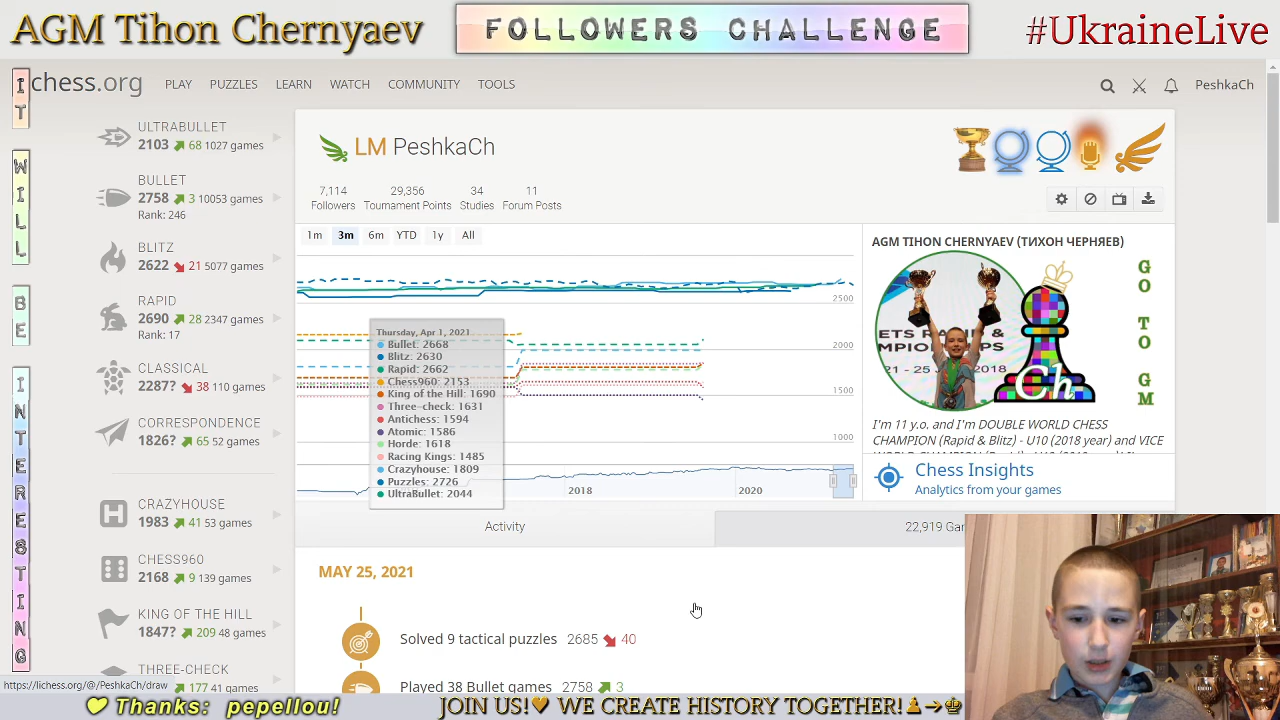 AGM Tihon Chernyaev
FOLLOWERS CHALLENGE
#UkraineLive
IT
WILL
BE
INTERESTING
ichess.org
PLAY PUZZLES LEARN WATCH COMMUNITY TOOLS
PeshkaCh
ULTRABULLET
2103 68 1027 games
BULLET
2758 3 10053 games
Rank: 246
BLITZ
2622 21 5077 games
RAPID
2690 28 2347 games
Rank: 17
CLASSICAL
2287? 38 110 games
CORRESPONDENCE
1826? 65 52 games
CRAZYHOUSE
1983 41 53 games
CHESS960
2168 9 139 games
KING OF THE HILL
1847? 209 48 games
THREE-CHECK
177 41 games
LM PeshkaCh
7,114 29,356 34 11
Followers Tournament Points Studies Forum Posts
1m 3m 6m YTD 1y All
2500
2000
1500
1000
Thursday, Apr 1, 2021
Bullet: 2668
Blitz: 2630
Rapid: 2662
Chess960: 2153
King of the Hill: 1690
Three-check: 1631
Antichess: 1594
Atomic: 1586
Horde: 1618
Racing Kings: 1485
Crazyhouse: 1809
Puzzles: 2726
UltraBullet: 2044
2018 2020
AGM TIHON CHERNYAEV (ТИХОН ЧЕРНЯЕВ)
GO
TO
GM
ETS RAPID &
MPIONSHIPS
21 - 25 2018
Ch
I'm 11 y.o. and I'm DOUBLE WORLD CHESS
CHAMPION (Rapid & Blitz) - U10 (2018 year) and VICE
Chess Insights
Analytics from your games
Activity
22,919
MAY 25, 2021
Solved 9 tactical puzzles 2685 40
Played 38 Bullet games 2758 3
https://lichess.org/@/PeshkaCh/draw
Thanks: pepellou!
JOIN US! WE CREATE HISTORY TOGETHER!